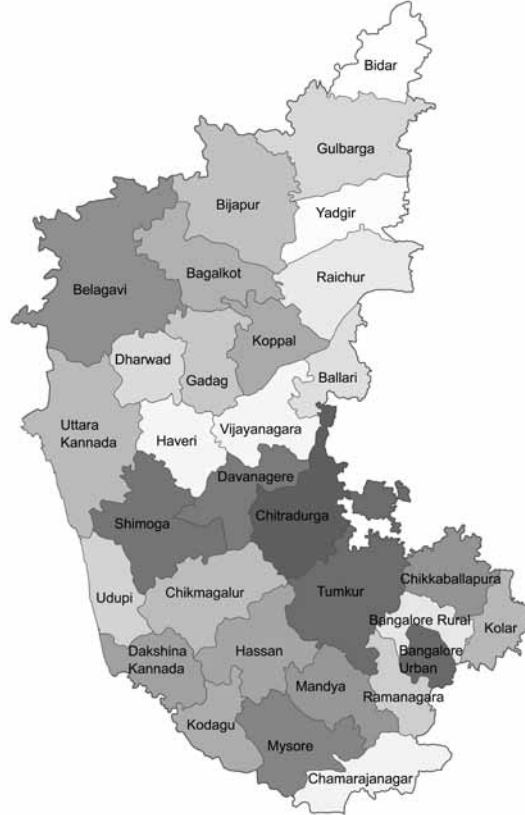 Bidar
Gulbarga
Bijapur
Yadgir
Bagalkot
Raichur
Belagavi
Koppal
Dharwad
Gadag
Ballari
Uttara
Kannada
Haveri
Vijayanagara
Davanagere
Shimoga
Chitradurga
Chikkaballapura
Tumkur
Udupi
Chikmagalur
Bangalore Rural
Kolar
Dakshina
Kannada
Hassan
Bangalore
Urban
Mandya
Ramanagara
Kodagu
Mysore
Chamarajanagar